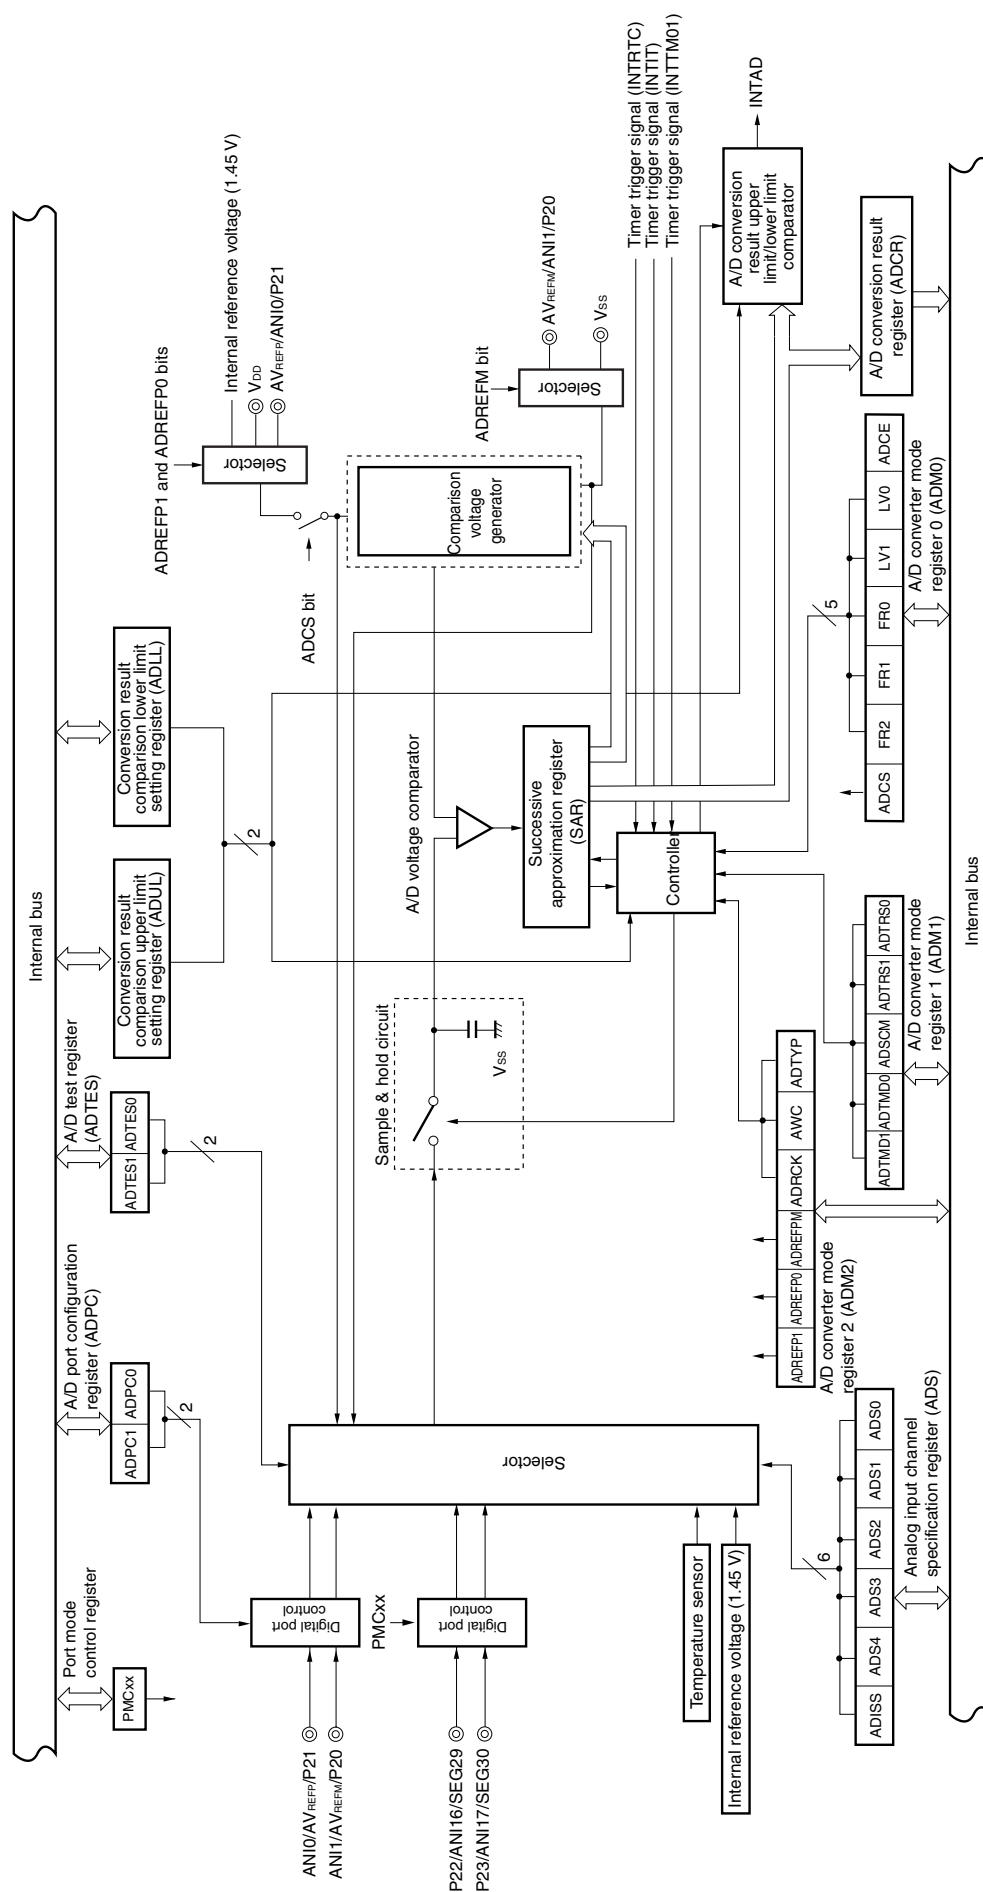 Internal bus
Port mode
control register
PMCxx
A/D port configuration
register (ADPC)
ADPC1
ADPC0
2
A/D test register
(ADTES)
ADTES1
ADTES0
2
Conversion result
comparison upper limit
setting register (ADUL)
Conversion result
comparison lower limit
setting register (ADLL)
2
ADREFP1 and ADREFP0 bits
Selector
Internal reference voltage (1.45 V)
VDD
AVREFP/ANI0/P21
ADCS bit
Comparison
voltage
generator
ADREFM bit
Selector
AVREFM/ANI1/P20
VSS
ANI0/AVREFP/P21
ANI1/AVREFM/P20
Digital port
control
PMCxx
P22/ANI16/SEG29
P23/ANI17/SEG30
Digital port
control
Selector
Temperature sensor
Internal reference voltage (1.45 V)
Sample & hold circuit
VSS
A/D voltage comparator
Successive
approximation register
(SAR)
Controller
Timer trigger signal (INTRTC)
Timer trigger signal (INTIT)
Timer trigger signal (INTTM01)
A/D conversion
result upper
limit/lower limit
comparator
INTAD
A/D conversion result
register (ADCR)
6
ADISS
ADS4
ADS3
ADS2
ADS1
ADS0
Analog input channel
specification register (ADS)
ADREFP1
ADREFP0
ADREFPM
ADRCK
AWC
ADTYP
A/D converter mode
register 2 (ADM2)
ADTMD1
ADTMD0
ADSCM
ADTRS1
ADTRS0
A/D converter mode
register 1 (ADM1)
5
ADCS
FR2
FR1
FR0
LV1
LV0
ADCE
A/D converter mode
register 0 (ADM0)
Internal bus